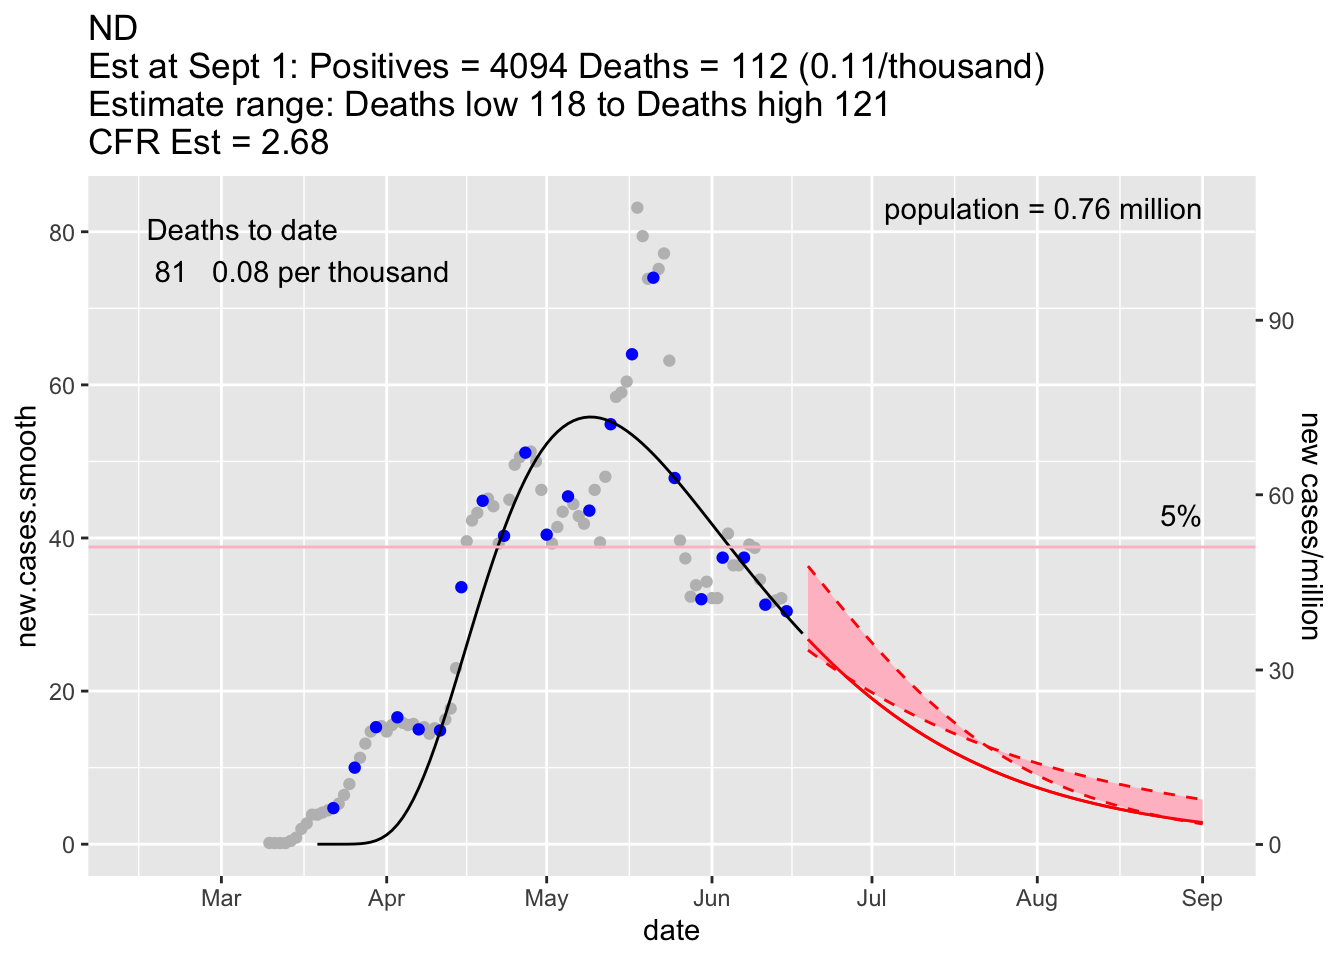 ND
Est at Sept 1: Positives = 4094 Deaths = 112 (0.11/thousand)
Estimate range: Deaths low 118 to Deaths high 121
CFR Est = 2.68
Deaths to date
81 0.08 per thousand
population = 0.76 million
5%
new.cases.smooth
80
60
40
20
0
90
60
30
0
new cases/million
Mar Apr May Jun Jul Aug Sep
date